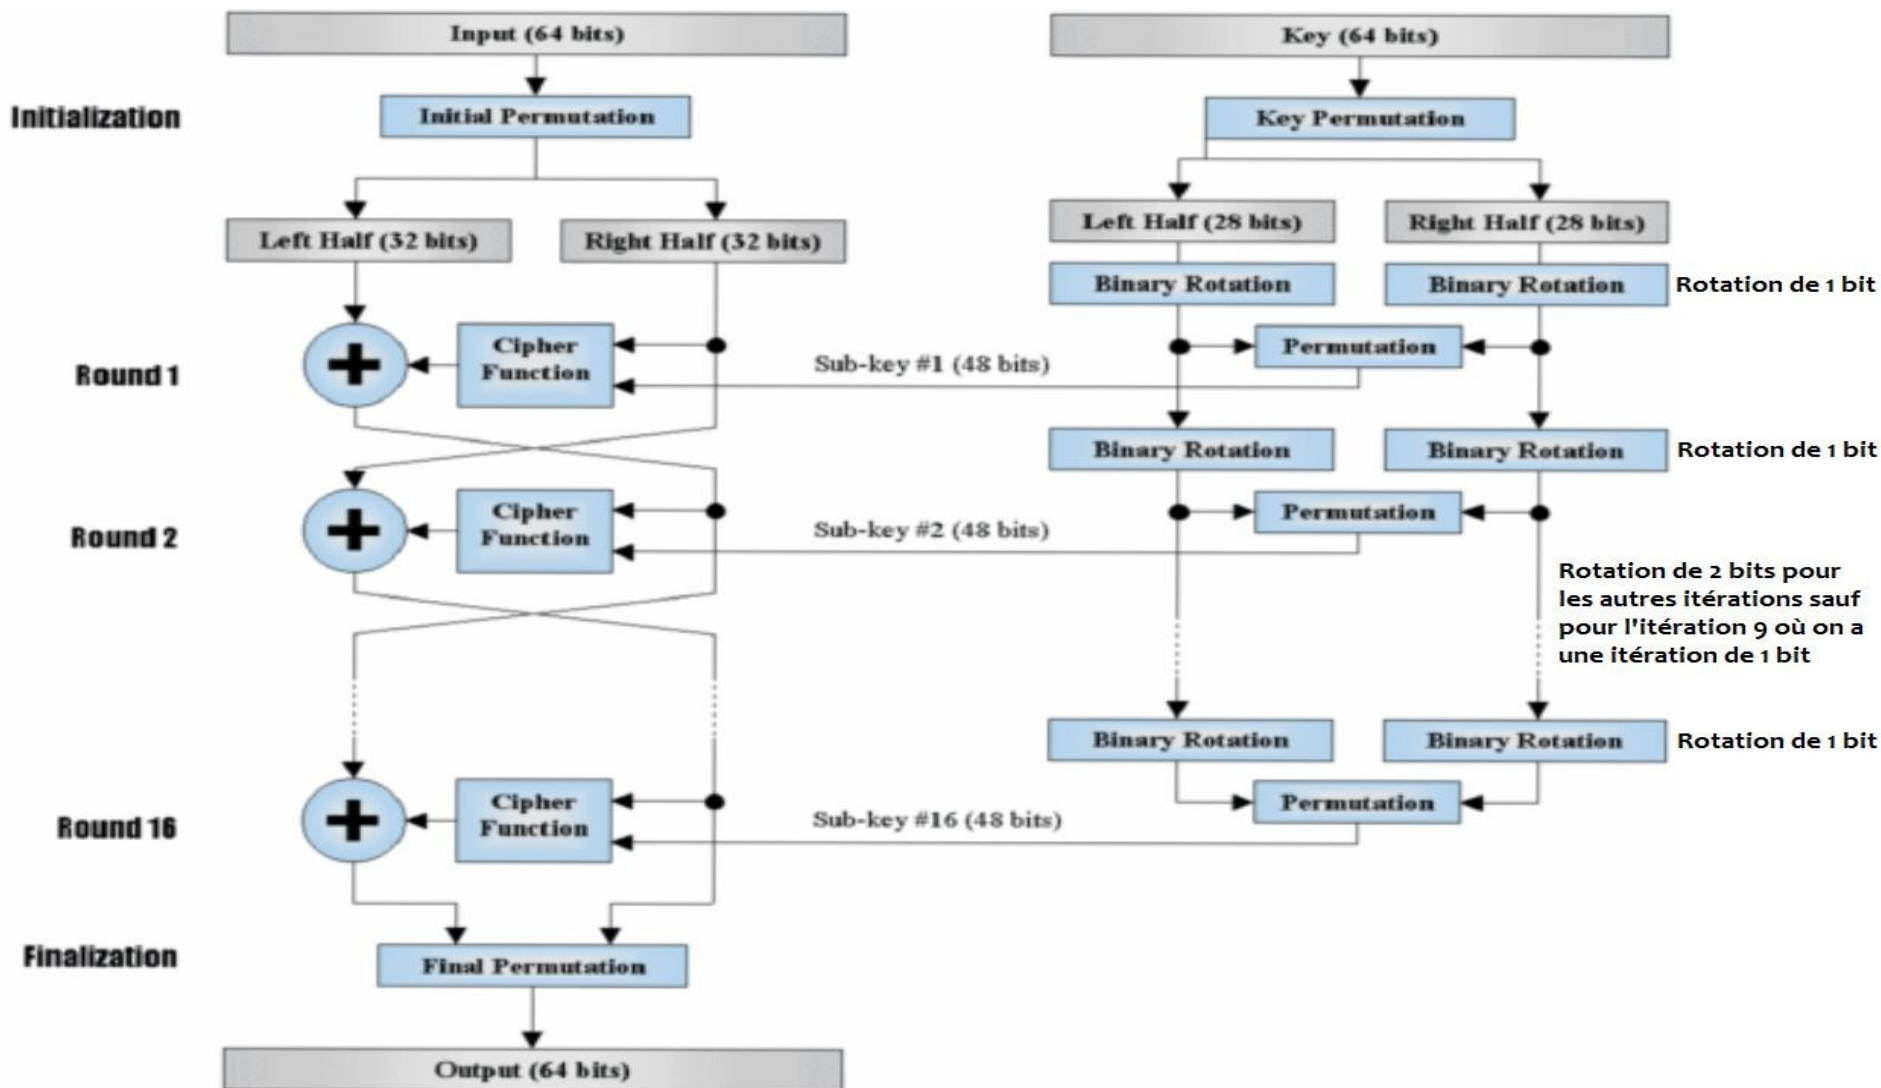 Input (64 bits)
Key (64 bits)
Initialization
Initial Permutation
Key Permutation
Left Half (32 bits)
Right Half (32 bits)
Left Half (28 bits)
Right Half (28 bits)
Binary Rotation
Binary Rotation
Rotation de 1 bit
Round 1
Cipher
Function
Sub-key #1 (48 bits)
Permutation
Binary Rotation
Binary Rotation
Rotation de 1 bit
Round 2
Cipher
Function
Sub-key #2 (48 bits)
Permutation
Rotation de 2 bits pour
les autres itérations sauf
pour l'itération 9 où on a
une itération de 1 bit
Binary Rotation
Binary Rotation
Rotation de 1 bit
Round 16
Cipher
Function
Sub-key #16 (48 bits)
Permutation
Finalization
Final Permutation
Output (64 bits)